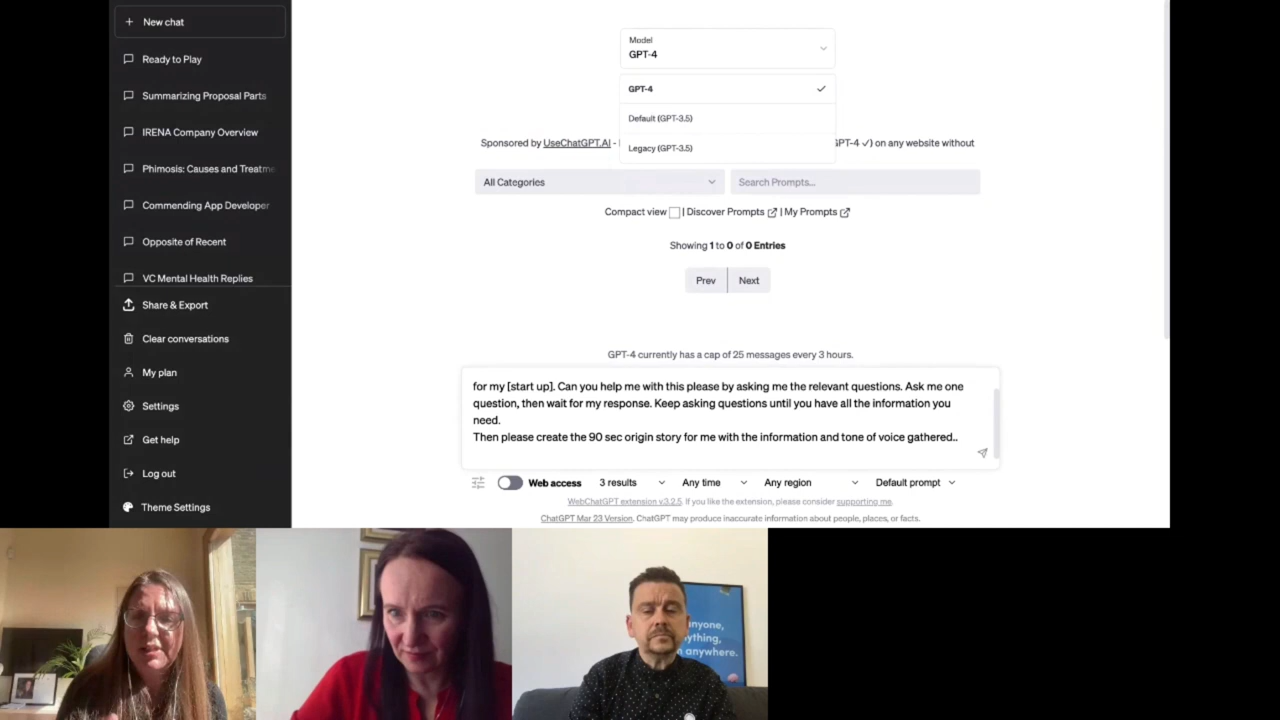 New chat
Ready to Play
Summarizing Proposal Parts
IRENA Company Overview
Phimosis: Causes and Treatme
Commending App Developer
Opposite of Recent
VC Mental Health Replies
Share & Export
Clear conversations
My plan
Settings
Get help
Log out
Theme Settings
Model
GPT-4
GPT-4
Default (GPT-3.5)
Legacy (GPT-3.5)
Sponsored by UseChatGPT.AI - GPT-4 ✓) on any website without
All Categories
Search Prompts...
Compact view | Discover Prompts | My Prompts
Showing 1 to 0 of 0 Entries
Prev Next
GPT-4 currently has a cap of 25 messages every 3 hours.
for my [start up]. Can you help me with this please by asking me the relevant questions. Ask me one
question, then wait for my response. Keep asking questions until you have all the information you
need.
Then please create the 90 sec origin story for me with the information and tone of voice gathered..
Web access 3 results Any time Any region Default prompt
WebChatGPT extension v.3.2.5. If you like the extension, please consider supporting me.
ChatGPT Mar 23 Version. ChatGPT may produce inaccurate information about people, places, or facts.
anyone,
ything,
anywhere.